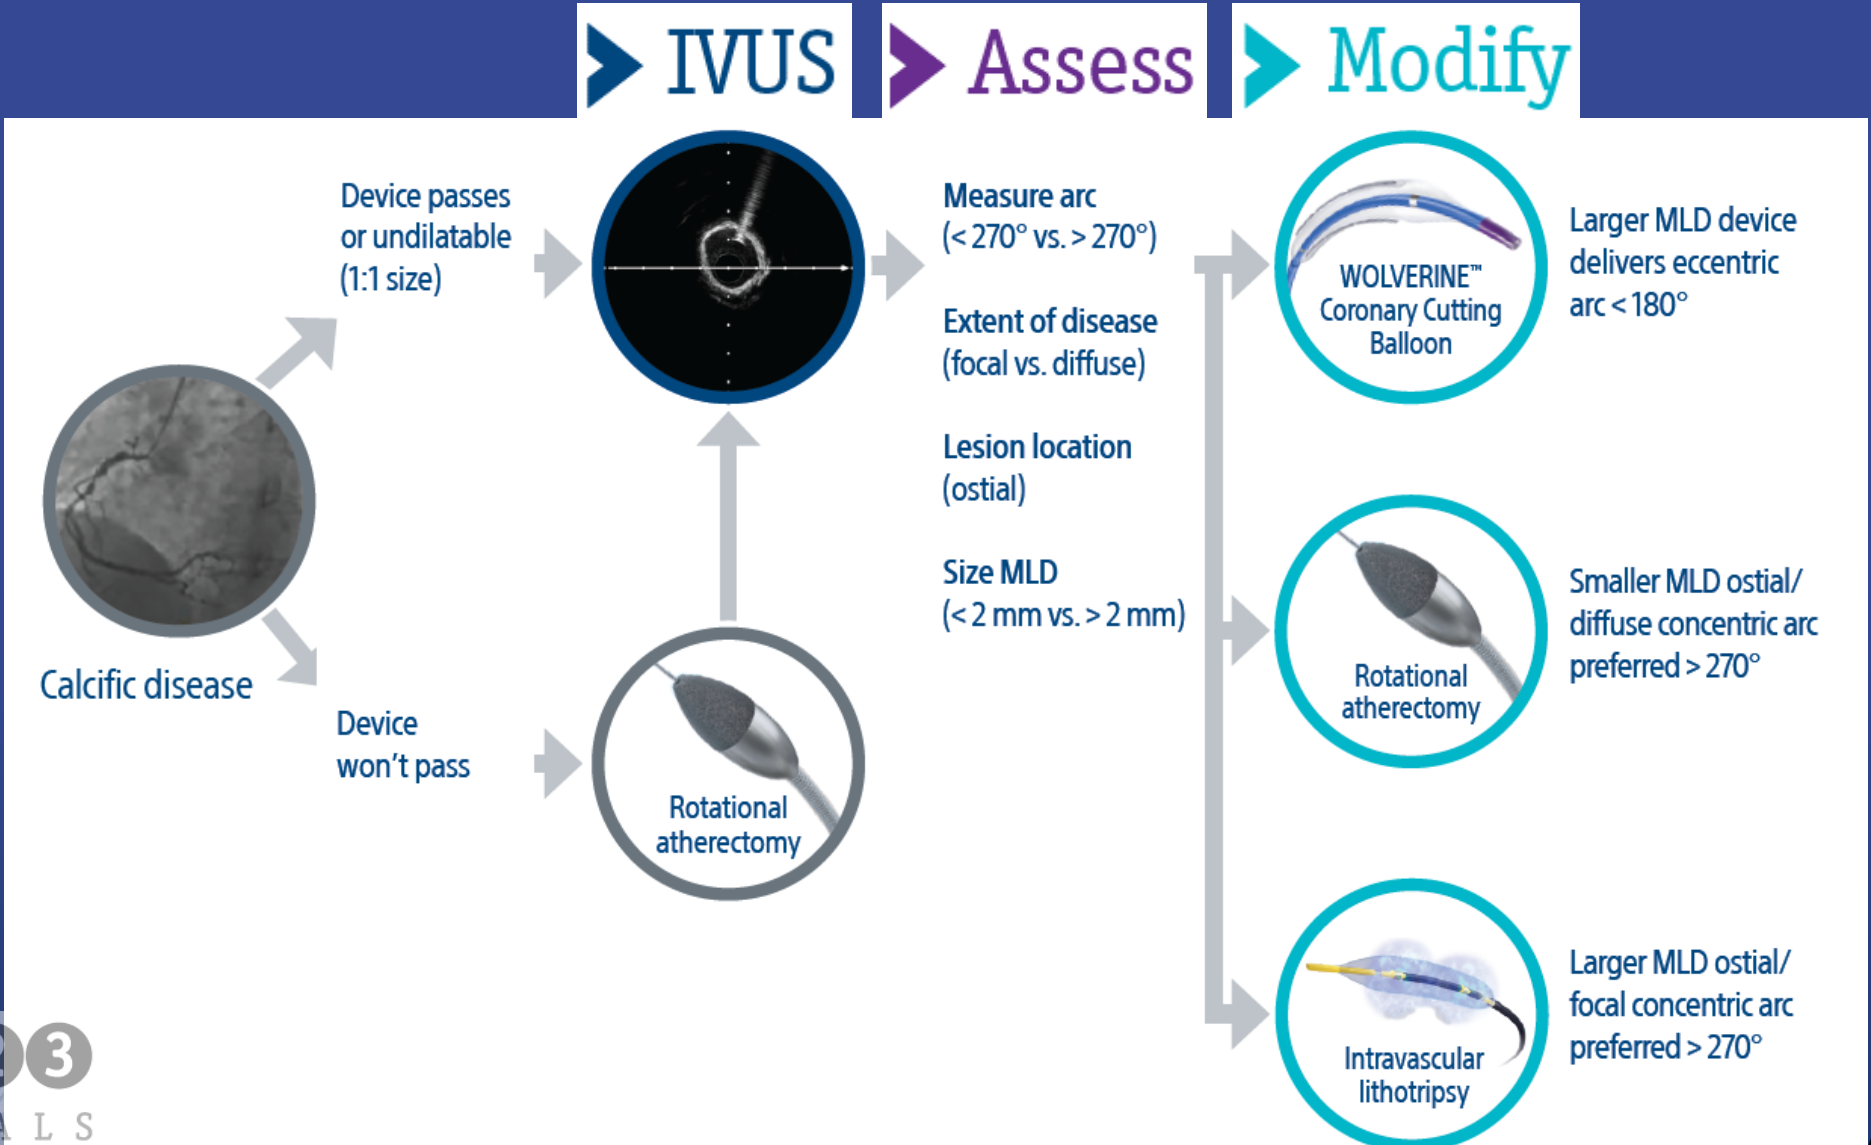 IVUS
Assess
Modify
Device passes
or undilatable
(1:1 size)
Calcific disease
Device
won't pass
Rotational
atherectomy
Measure arc
(< 270° vs. > 270°)
Extent of disease
(focal vs. diffuse)
Lesion location
(ostial)
Size MLD
(< 2 mm vs. > 2 mm)
WOLVERINE™
Coronary Cutting
Balloon
Larger MLD device
delivers eccentric
arc < 180°
Rotational
atherectomy
Smaller MLD ostial/
diffuse concentric arc
preferred > 270°
Intravascular
lithotripsy
Larger MLD ostial/
focal concentric arc
preferred > 270°
3
A L S